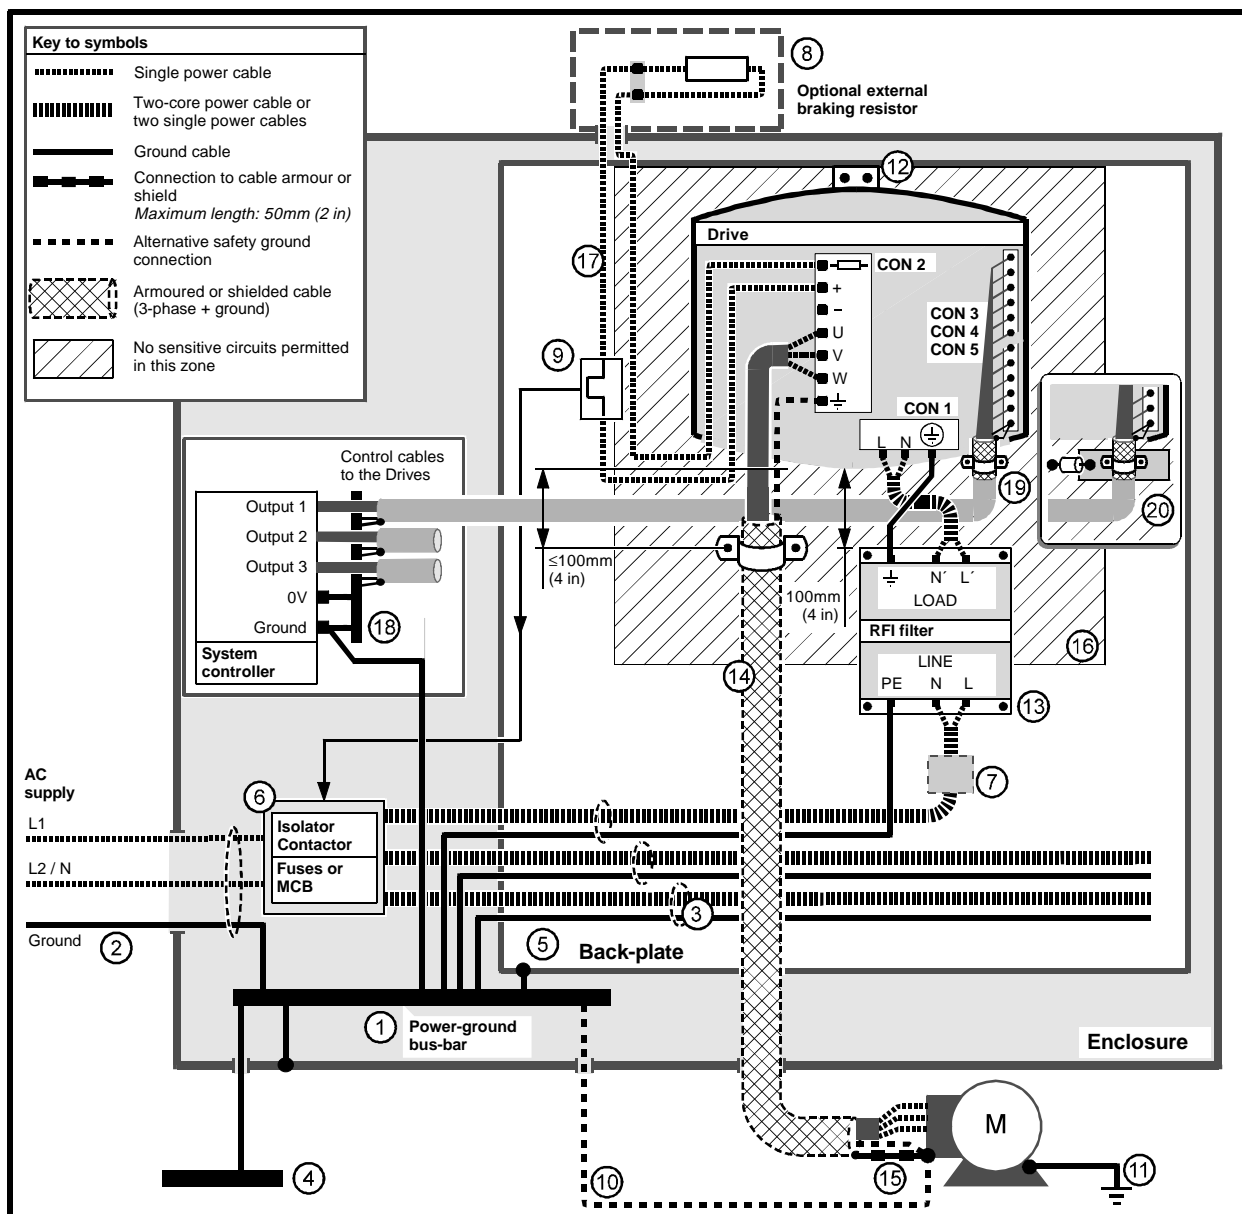 Key to symbols
Single power cable
Two-core power cable or
two single power cables
Ground cable
Connection to cable armour or
shield
Maximum length: 50mm (2 in)
Alternative safety ground
connection
Armoured or shielded cable
(3-phase + ground)
No sensitive circuits permitted
in this zone
8
Optional external
braking resistor
12
Drive
17
CON 2
+
−
U
V
W
CON 3
CON 4
CON 5
9
CON 1
L N
Control cables
to the Drives
Output 1
Output 2
Output 3
0V
Ground
18
System
controller
19
20
≤100mm
(4 in)
100mm
(4 in)
N´ L´
LOAD
RFI filter
LINE
PE N L
16
14
13
7
AC
supply
6
L1
L2 / N
Ground
2
Isolator
Contactor
Fuses or
MCB
3
5
Back-plate
1
Power-ground
bus-bar
Enclosure
4
10
15
M
11